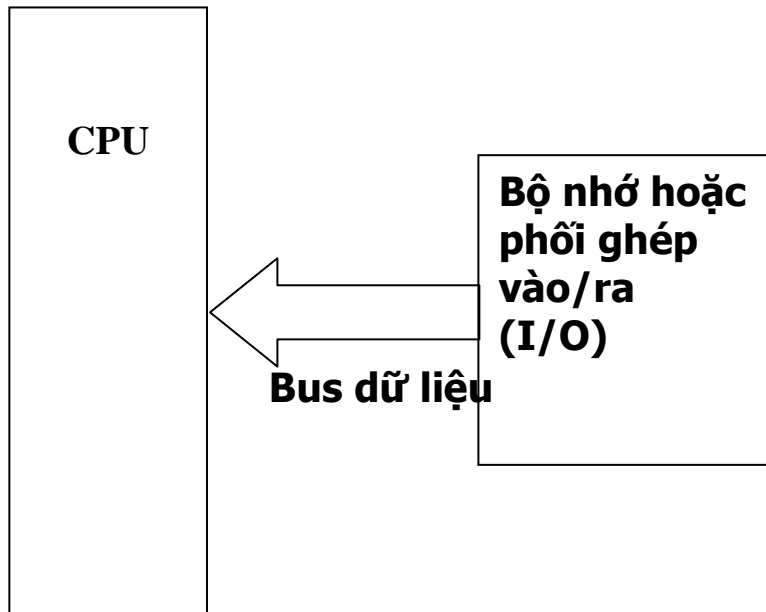 CPU
Bộ nhớ hoặc
phối ghép
vào/ra
(I/O)
Bus dữ liệu